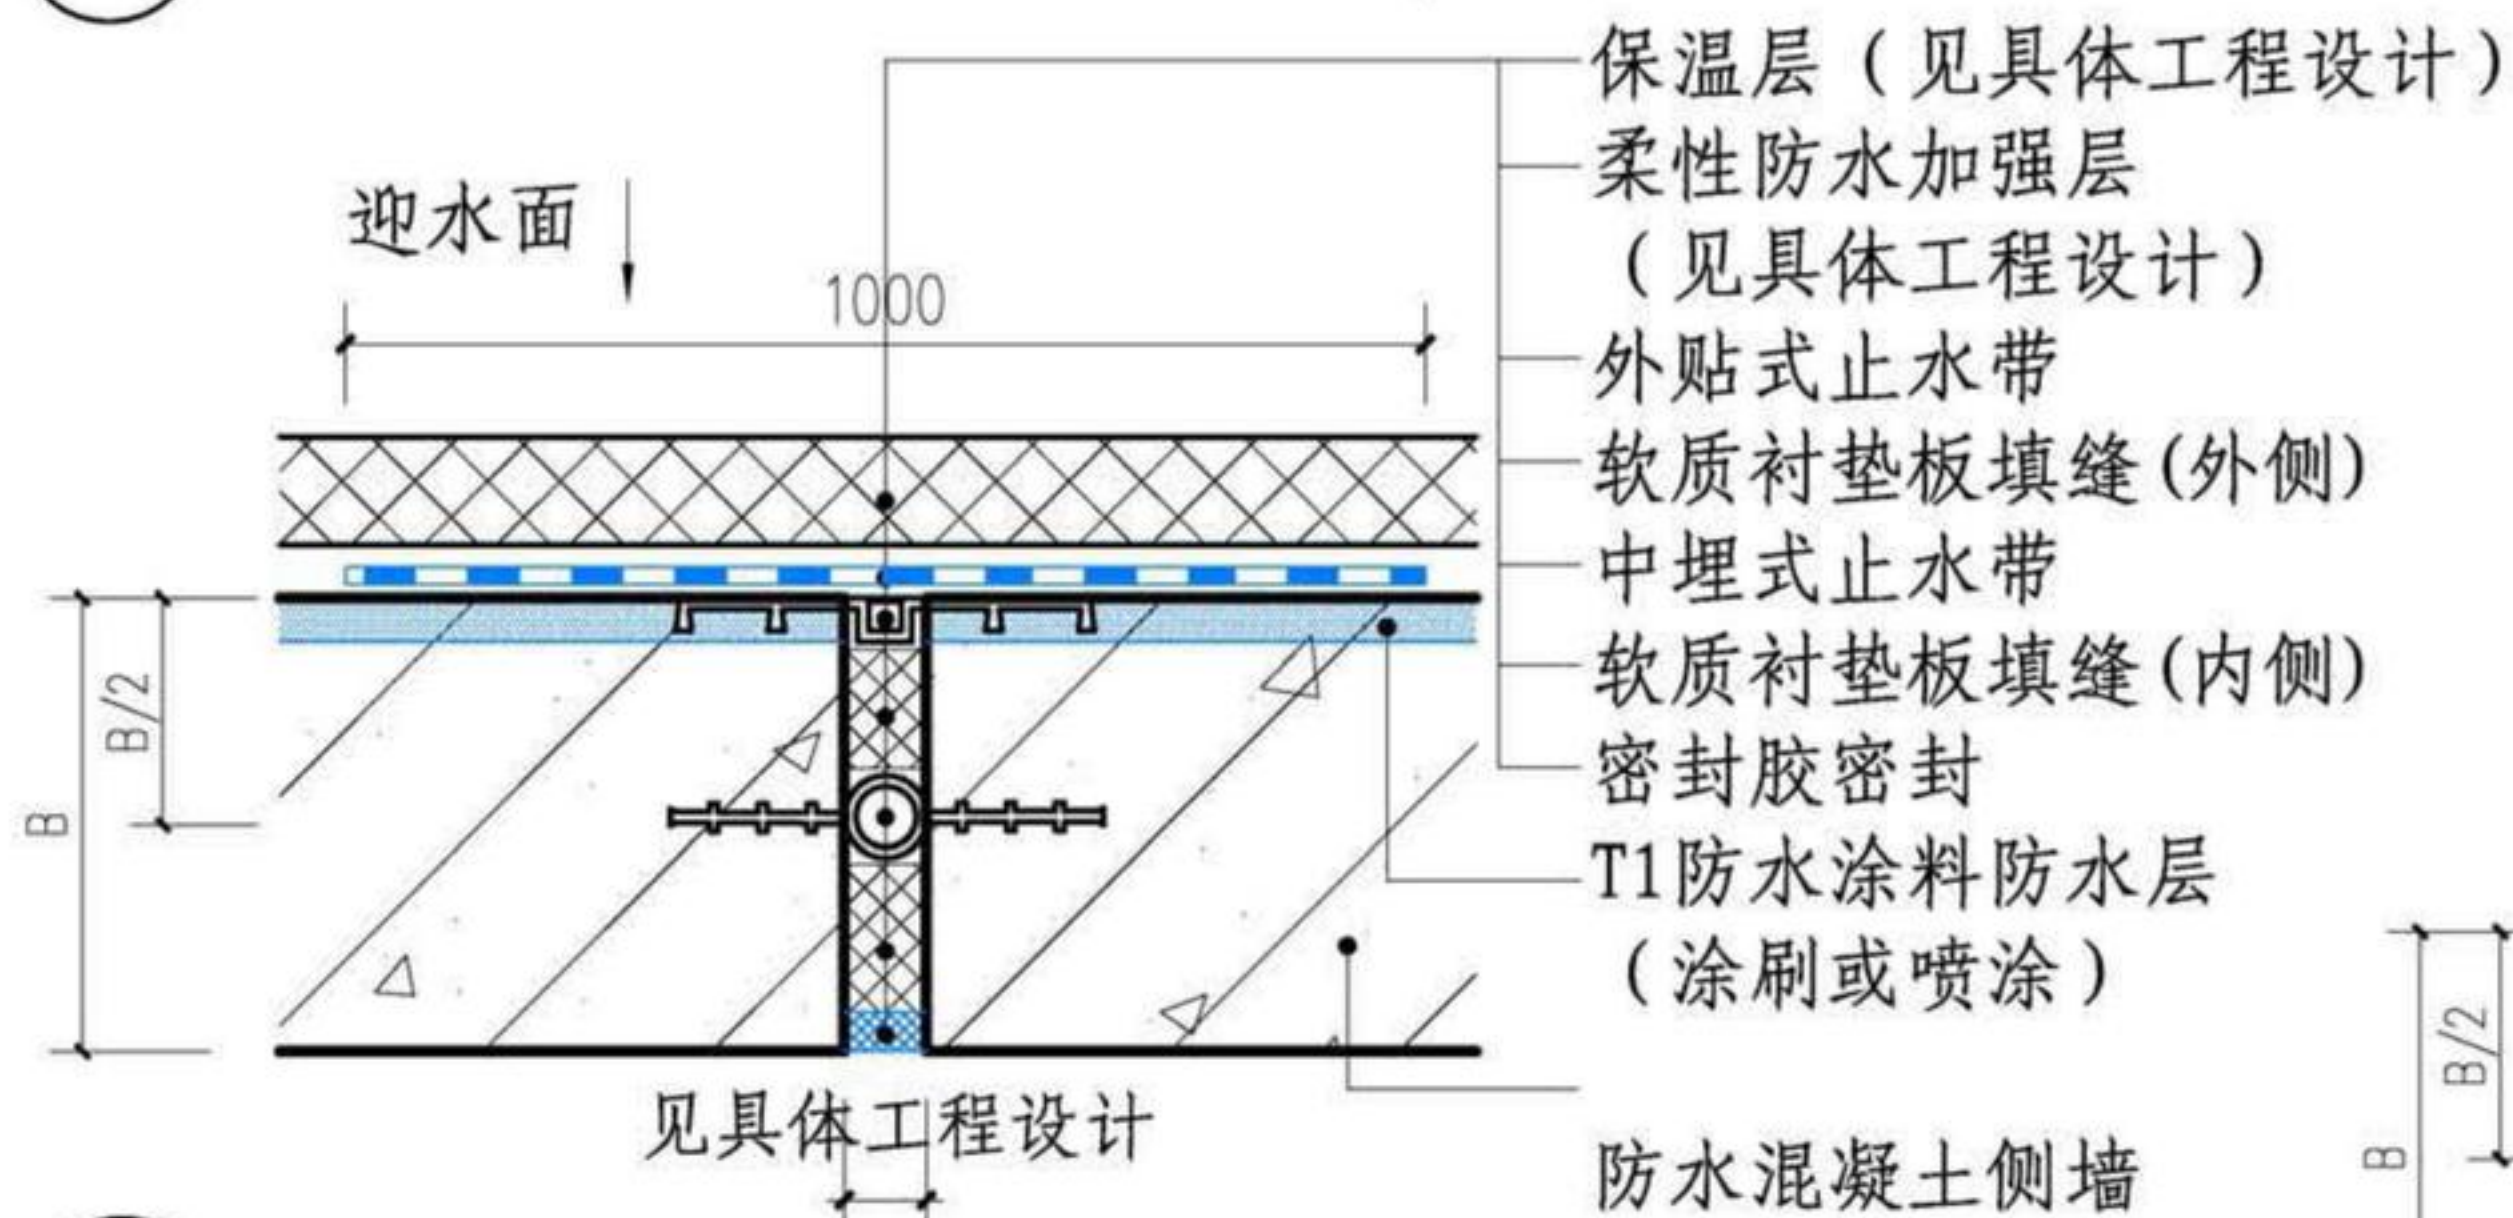 保温层（见具体工程设计）
柔性防水加强层
（见具体工程设计）
迎水面
1000
外贴式止水带
软质衬垫板填缝(外侧)
中埋式止水带
软质衬垫板填缝(内侧)
密封胶密封
T1防水涂料防水层
（涂刷或喷涂）
B/2
B
见具体工程设计
防水混凝土侧墙
B/2
B